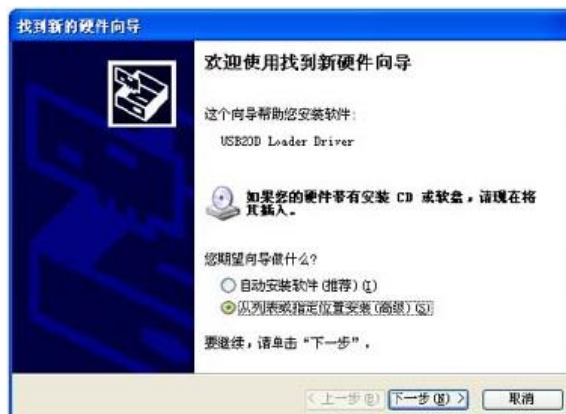 找到新的硬件向导
欢迎使用找到新硬件向导
这个向导帮助您安装软件:
USB20D Loader Driver
如果您的硬件带有安装 CD 或软盘，请现在将
其插入。
您期望向导做什么?
自动安装软件(推荐)(I)
从列表或指定位置安装(高级)(S)
要继续，请单击“下一步”。
< 上一步(B) 下一步(N) > 取消